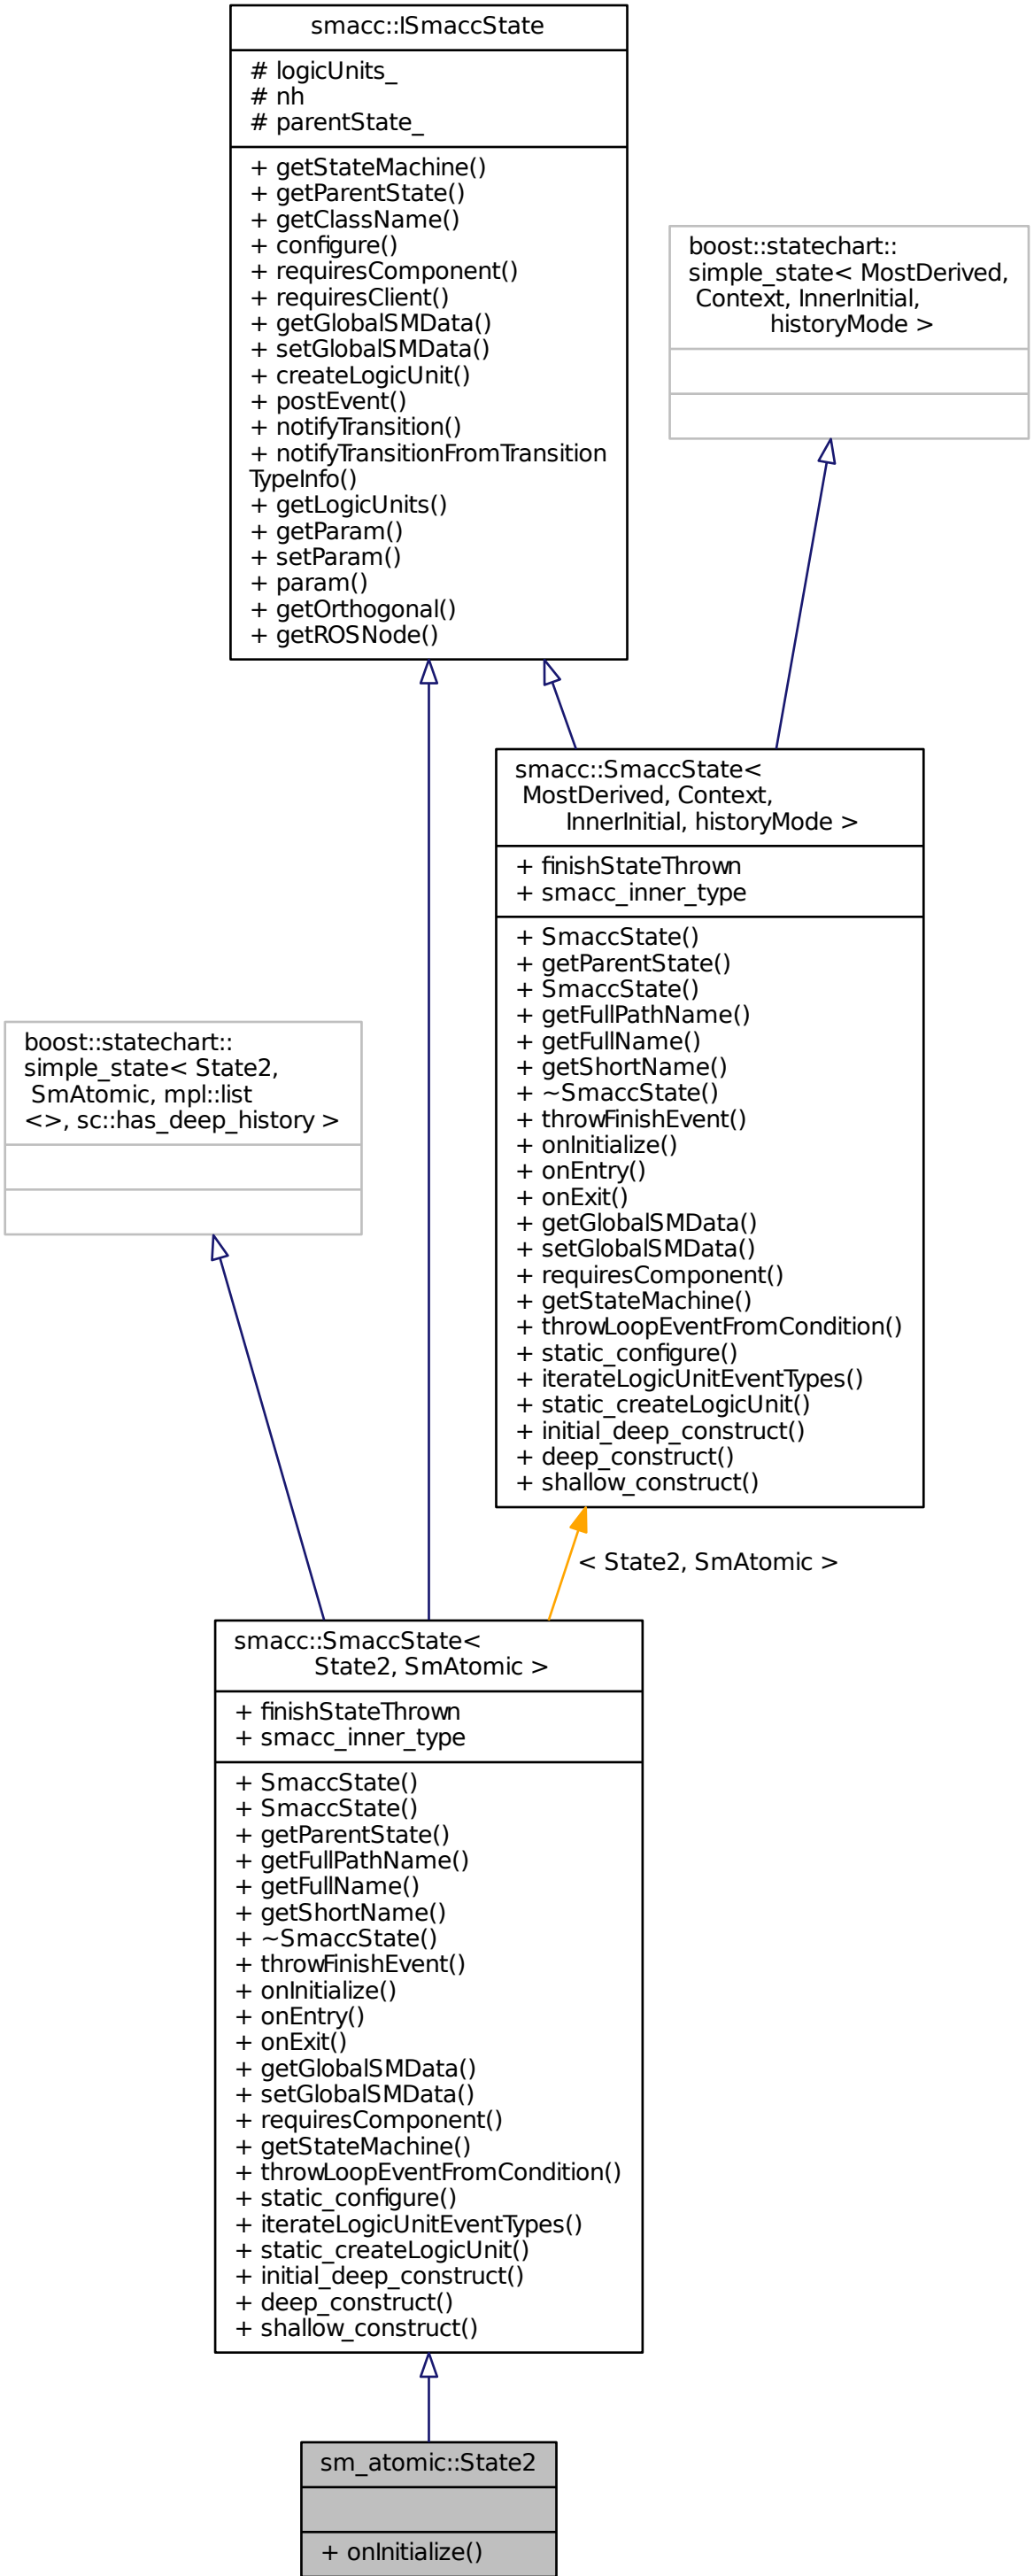 smacc::ISmaccState
# logicUnits_
# nh
# parentState_
+ getStateMachine()
+ getParentState()
+ getClassName()
+ configure()
+ requiresComponent()
+ requiresClient()
+ getGlobalSMData()
+ setGlobalSMData()
+ createLogicUnit()
+ postEvent()
+ notifyTransition()
+ notifyTransitionFromTransition
TypeInfo()
+ getLogicUnits()
+ getParam()
+ setParam()
+ param()
+ getOrthogonal()
+ getROSNode()
boost::statechart::
simple_state< MostDerived,
Context, InnerInitial,
historyMode >
smacc::SmaccState<
MostDerived, Context,
InnerInitial, historyMode >
+ finishStateThrown
+ smacc_inner_type
+ SmaccState()
+ getParentState()
+ SmaccState()
+ getFullPathName()
+ getFullName()
+ getShortName()
+ ~SmaccState()
+ throwFinishEvent()
+ onInitialize()
+ onEntry()
+ onExit()
+ getGlobalSMData()
+ setGlobalSMData()
+ requiresComponent()
+ getStateMachine()
+ throwLoopEventFromCondition()
+ static_configure()
+ iterateLogicUnitEventTypes()
+ static_createLogicUnit()
+ initial_deep_construct()
+ deep_construct()
+ shallow_construct()
boost::statechart::
simple_state< State2,
SmAtomic, mpl::list
<>, sc::has_deep_history >
< State2, SmAtomic >
smacc::SmaccState<
State2, SmAtomic >
+ finishStateThrown
+ smacc_inner_type
+ SmaccState()
+ SmaccState()
+ getParentState()
+ getFullPathName()
+ getFullName()
+ getShortName()
+ ~SmaccState()
+ throwFinishEvent()
+ onInitialize()
+ onEntry()
+ onExit()
+ getGlobalSMData()
+ setGlobalSMData()
+ requiresComponent()
+ getStateMachine()
+ throwLoopEventFromCondition()
+ static_configure()
+ iterateLogicUnitEventTypes()
+ static_createLogicUnit()
+ initial_deep_construct()
+ deep_construct()
+ shallow_construct()
sm_atomic::State2
+ onInitialize()